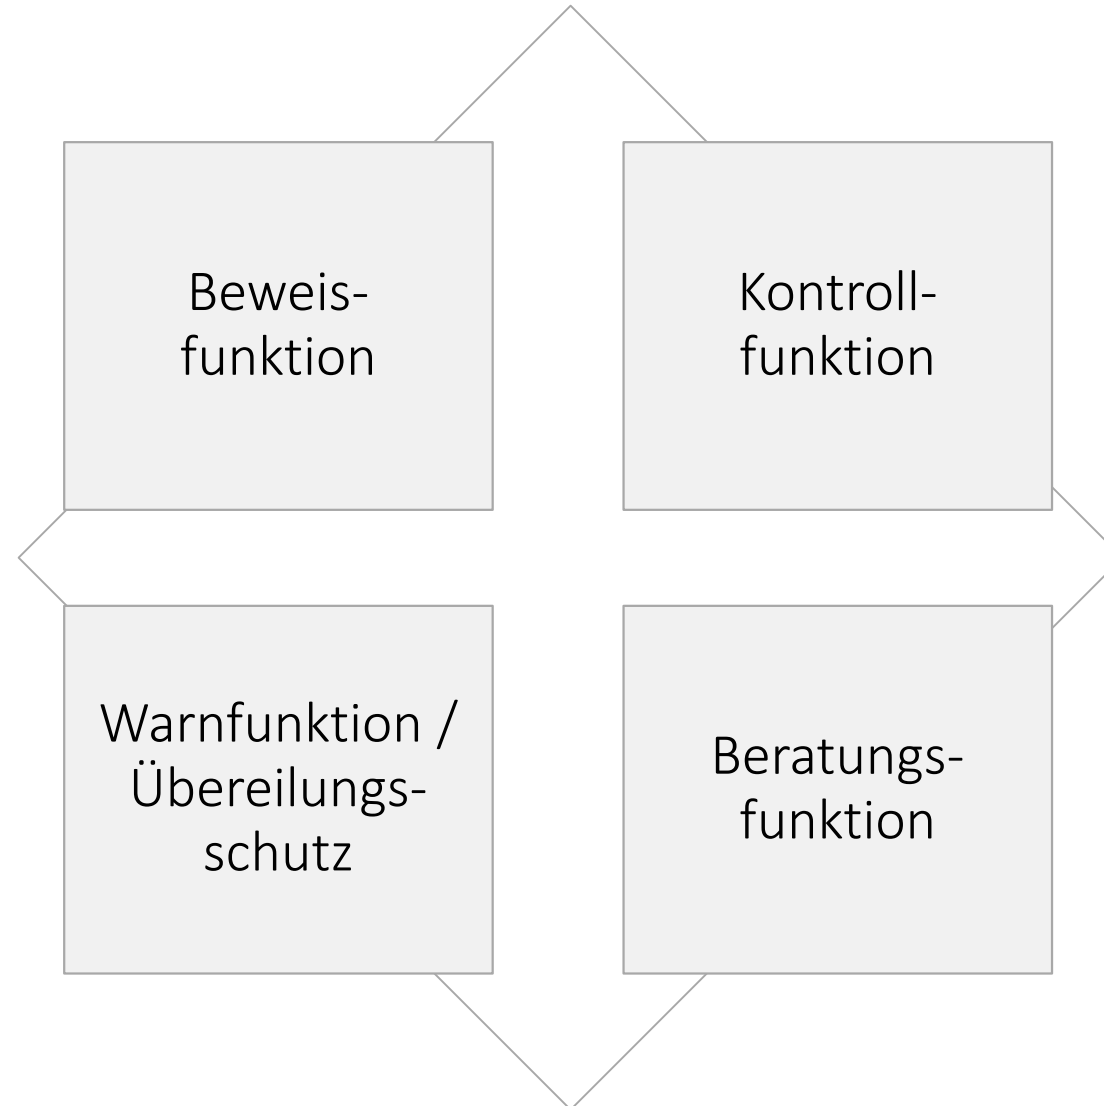 Beweis-
funktion
Kontroll-
funktion
Warnfunktion /
Übereilungs-
schutz
Beratungs-
funktion